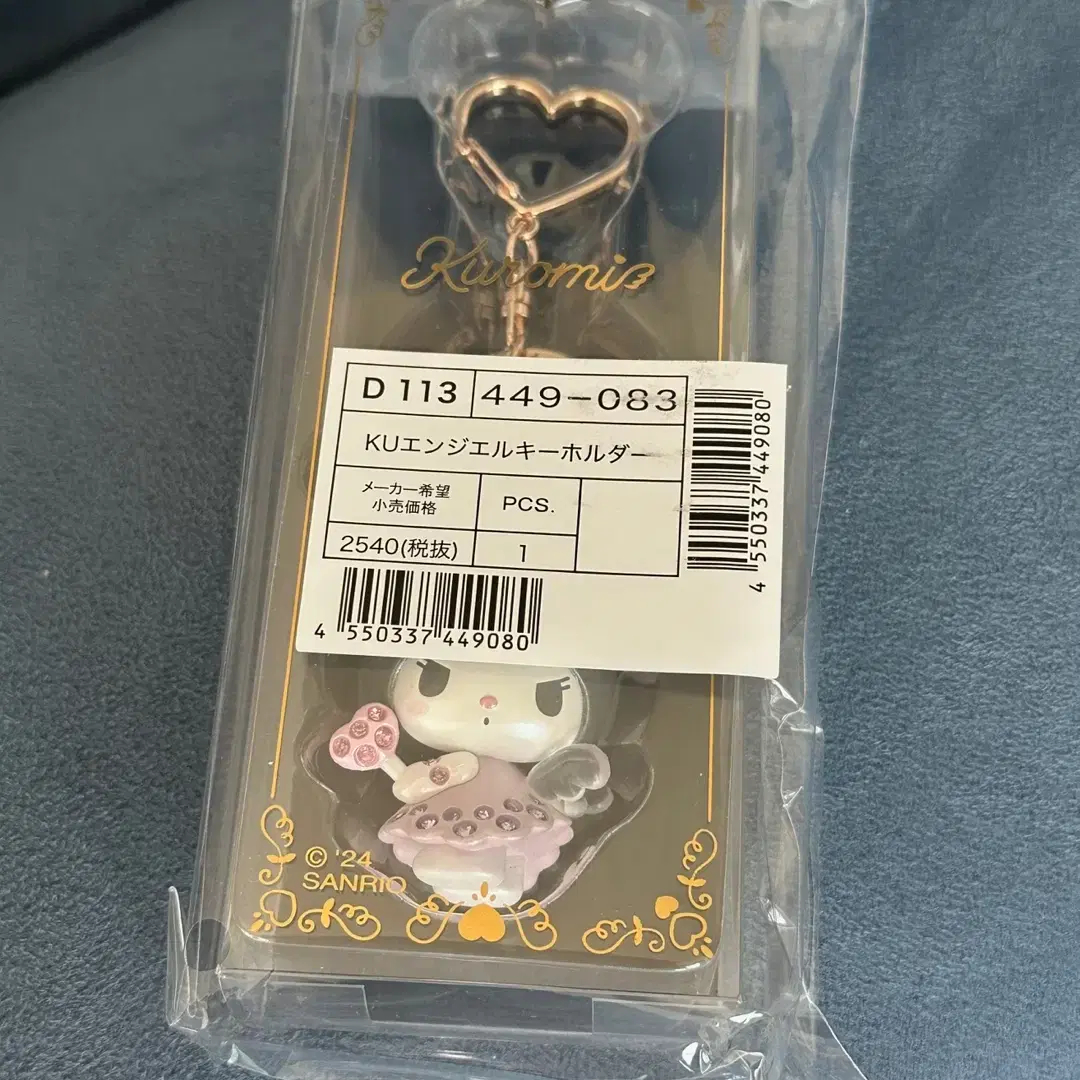 Kuromi
D 113
449-083
KUエンジェルキーホルダー
メーカー希望
小売価格
PCS.
2540(税抜)
1
4 550337 449080
4 550337 449080
© '24
SANRIO